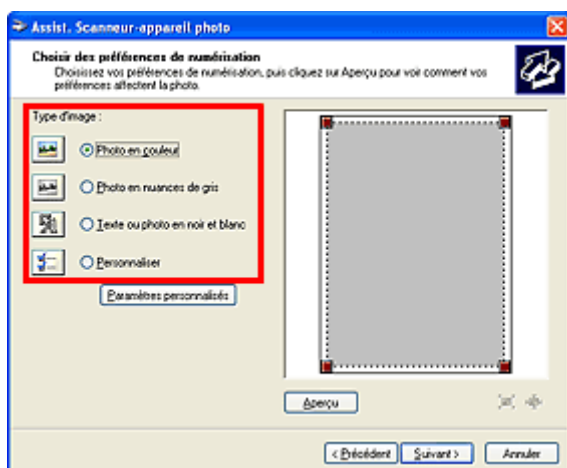 Assist. Scanneur-appareil photo
Choisir des préférences de numérisation
Choisissez vos préférences de numérisation, puis cliquez sur Aperçu pour voir comment vos
préférences affectent la photo.
Type d'image :
Photo en couleur
Photo en nuances de gris
Texte ou photo en noir et blanc
Personnaliser
Paramètres personnalisés
Aperçu
< Précédent Suivant > Annuler